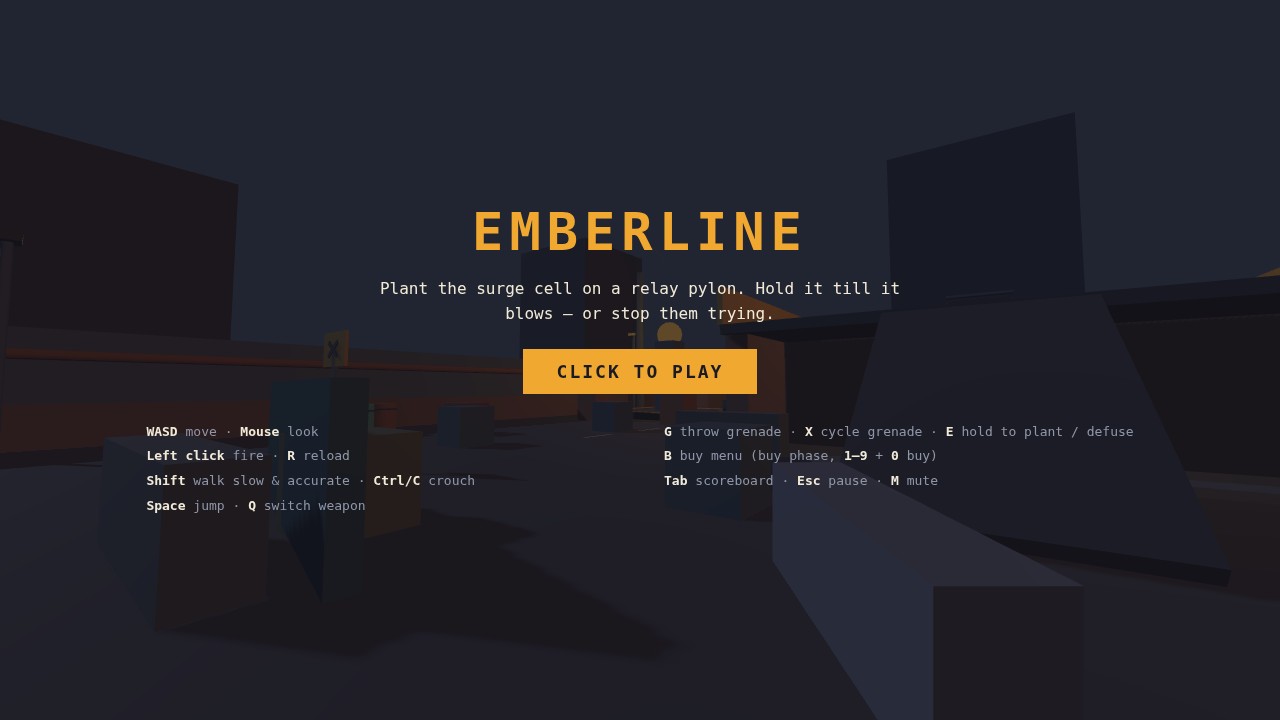 EMBERLINE
Plant the surge cell on a relay pylon. Hold it till it
blows — or stop them trying.
CLICK TO PLAY
WASD move · Mouse look
Left click fire · R reload
Shift walk slow & accurate · Ctrl/C crouch
Space jump · Q switch weapon
G throw grenade · X cycle grenade · E hold to plant / defuse
B buy menu (buy phase, 1–9 + 0 buy)
Tab scoreboard · Esc pause · M mute
X